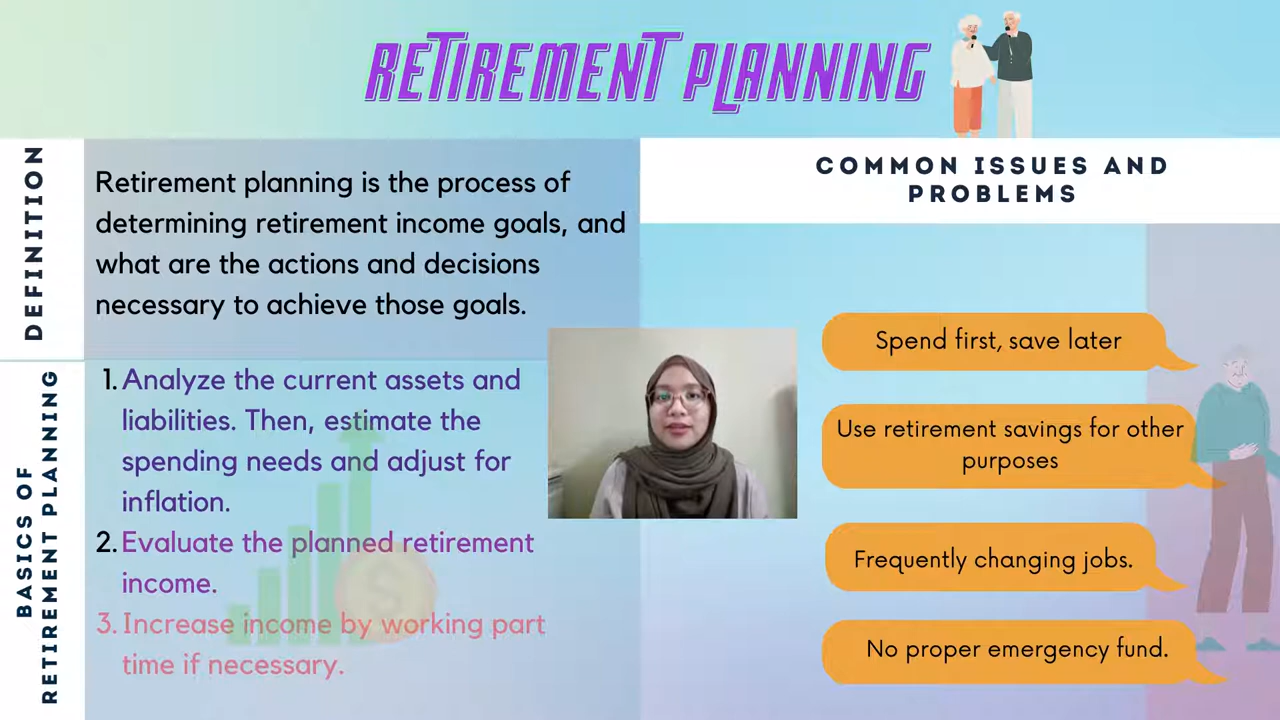 RETIREMENT PLANNING
DEFINITION
Retirement planning is the process of
determining retirement income goals, and
what are the actions and decisions
necessary to achieve those goals.
BASICS OF
RETIREMENT PLANNING
1. Analyze the current assets and
liabilities. Then, estimate the
spending needs and adjust for
inflation.
2. Evaluate the planned retirement
income.
3. Increase income by working part
time if necessary.
COMMON ISSUES AND
PROBLEMS
Spend first, save later
Use retirement savings for other
purposes
Frequently changing jobs.
No proper emergency fund.